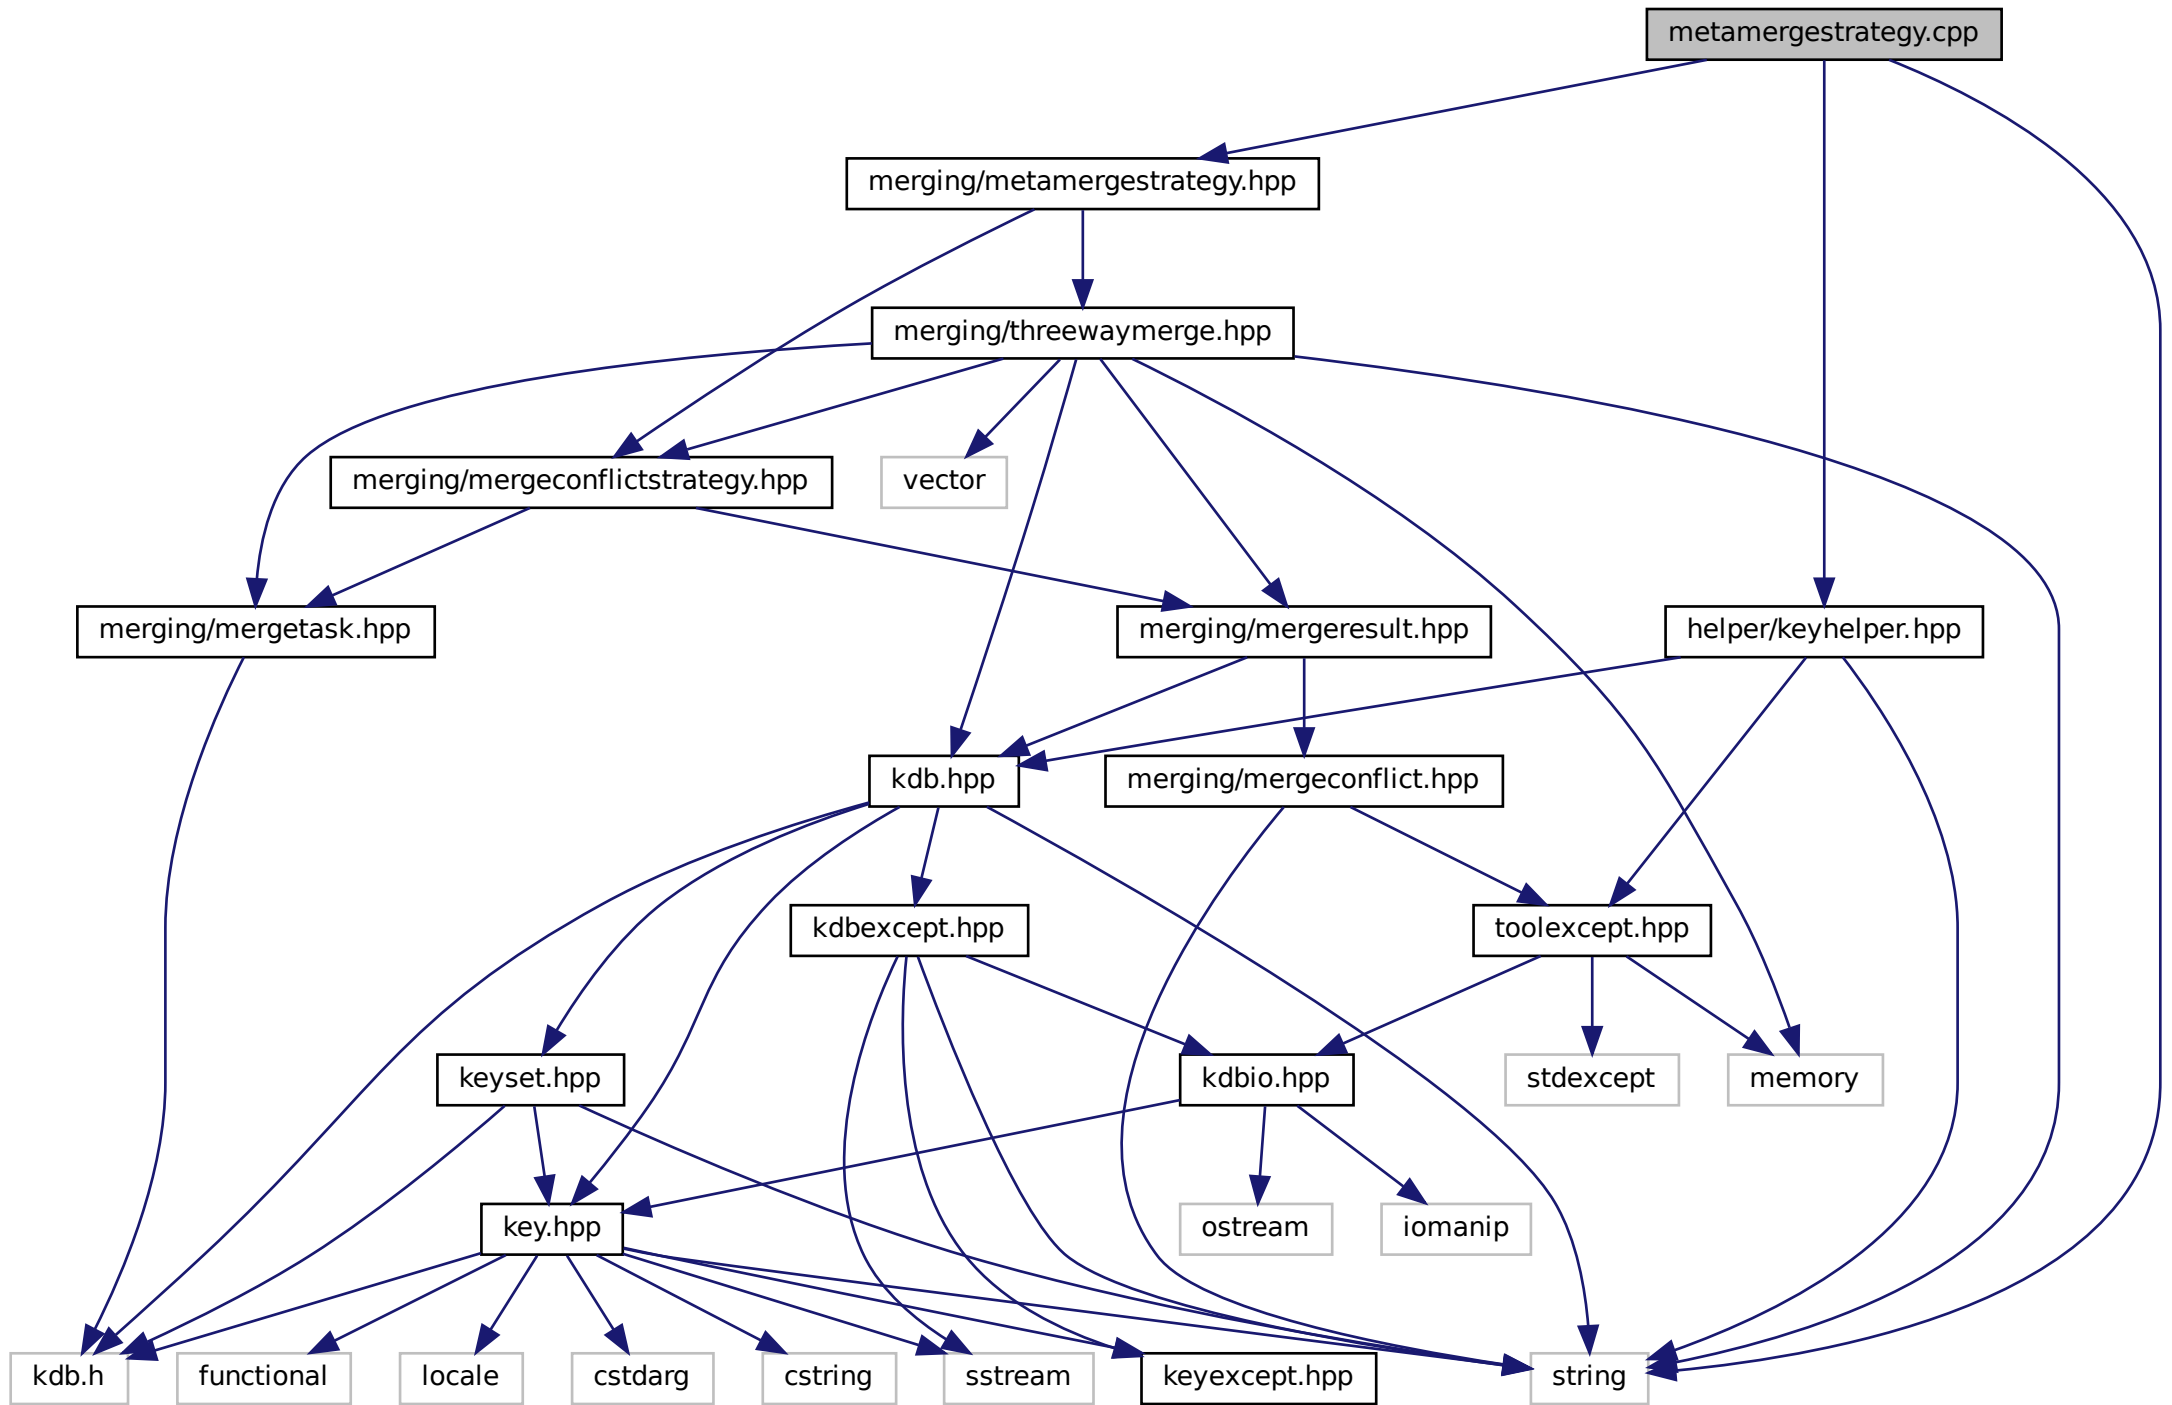 metamergestrategy.cpp
merging/metamergestrategy.hpp
merging/threewaymerge.hpp
merging/mergeconflictstrategy.hpp
vector
merging/mergetask.hpp
merging/mergeresult.hpp
helper/keyhelper.hpp
kdb.hpp
merging/mergeconflict.hpp
kdbexcept.hpp
toolexcept.hpp
keyset.hpp
kdbio.hpp
stdexcept
memory
key.hpp
ostream
iomanip
kdb.h
functional
locale
cstdarg
cstring
sstream
keyexcept.hpp
string